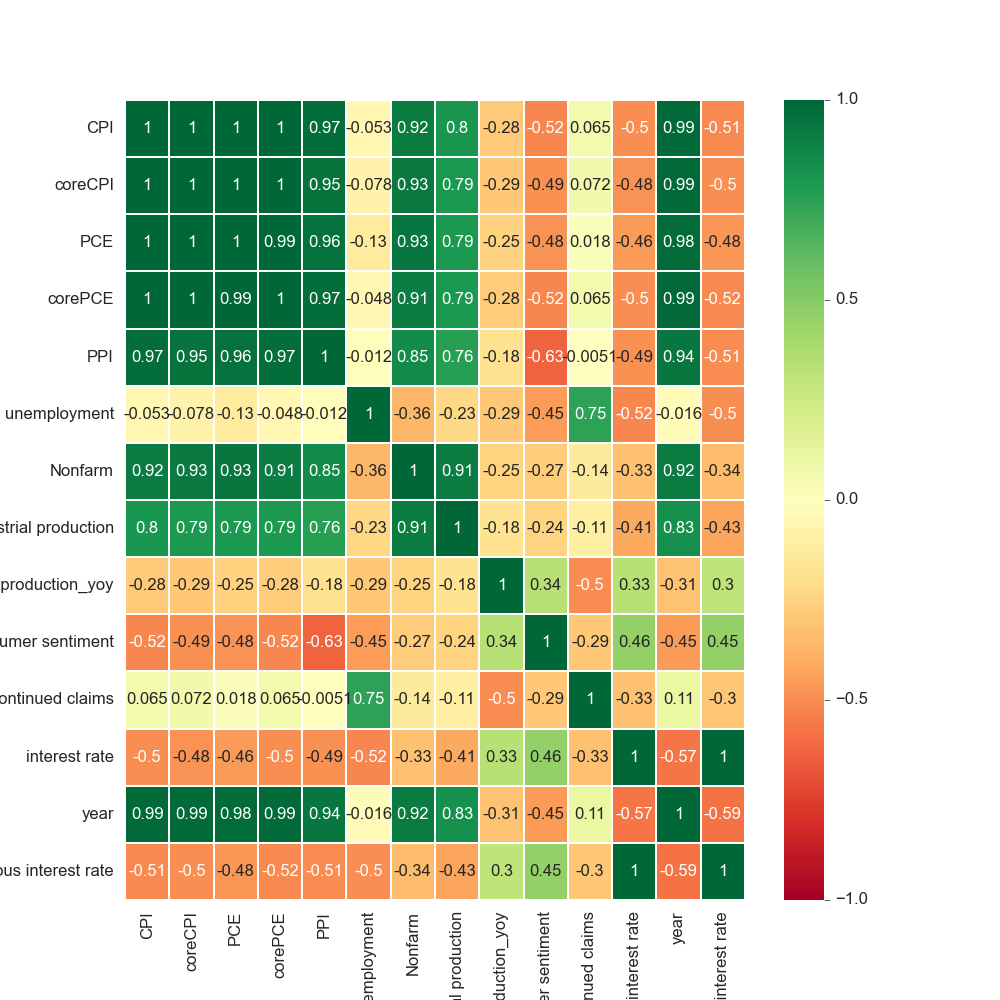 CPI 1 1 1 1 0.97 -0.053 0.92 0.8 -0.28 -0.52 0.065 -0.5 0.99 -0.51
coreCPI 1 1 1 1 0.95 -0.078 0.93 0.79 -0.29 -0.49 0.072 -0.48 0.99 -0.5
PCE 1 1 1 0.99 0.96 -0.13 0.93 0.79 -0.25 -0.48 0.018 -0.46 0.98 -0.48
corePCE 1 1 0.99 1 0.97 -0.048 0.91 0.79 -0.28 -0.52 0.065 -0.5 0.99 -0.52
PPI 0.97 0.95 0.96 0.97 1 -0.012 0.85 0.76 -0.18 -0.63 -0.0051 -0.49 0.94 -0.51
unemployment -0.053 -0.078 -0.13 -0.048 -0.012 1 -0.36 -0.23 -0.29 -0.45 0.75 -0.52 -0.016 -0.5
Nonfarm 0.92 0.93 0.93 0.91 0.85 -0.36 1 0.91 -0.25 -0.27 -0.14 -0.33 0.92 -0.34
strial production 0.8 0.79 0.79 0.79 0.76 -0.23 0.91 1 -0.18 -0.24 -0.11 -0.41 0.83 -0.43
production_yoy -0.28 -0.29 -0.25 -0.28 -0.18 -0.29 -0.25 -0.18 1 0.34 -0.5 0.33 -0.31 0.3
umer sentiment -0.52 -0.49 -0.48 -0.52 -0.63 -0.45 -0.27 -0.24 0.34 1 -0.29 0.46 -0.45 0.45
ontinued claims 0.065 0.072 0.018 0.065 -0.0051 0.75 -0.14 -0.11 -0.5 -0.29 1 -0.33 0.11 -0.3
interest rate -0.5 -0.48 -0.46 -0.5 -0.49 -0.52 -0.33 -0.41 0.33 0.46 -0.33 1 -0.57 1
year 0.99 0.99 0.98 0.99 0.94 -0.016 0.92 0.83 -0.31 -0.45 0.11 -0.57 1 -0.59
ous interest rate -0.51 -0.5 -0.48 -0.52 -0.51 -0.5 -0.34 -0.43 0.3 0.45 -0.3 1 -0.59 1
CPI
coreCPI
PCE
corePCE
PPI
employment
Nonfarm
l production
duction_yoy
er sentiment
nued claims
interest rate
year
interest rate
1.0
0.5
0.0
−0.5
−1.0